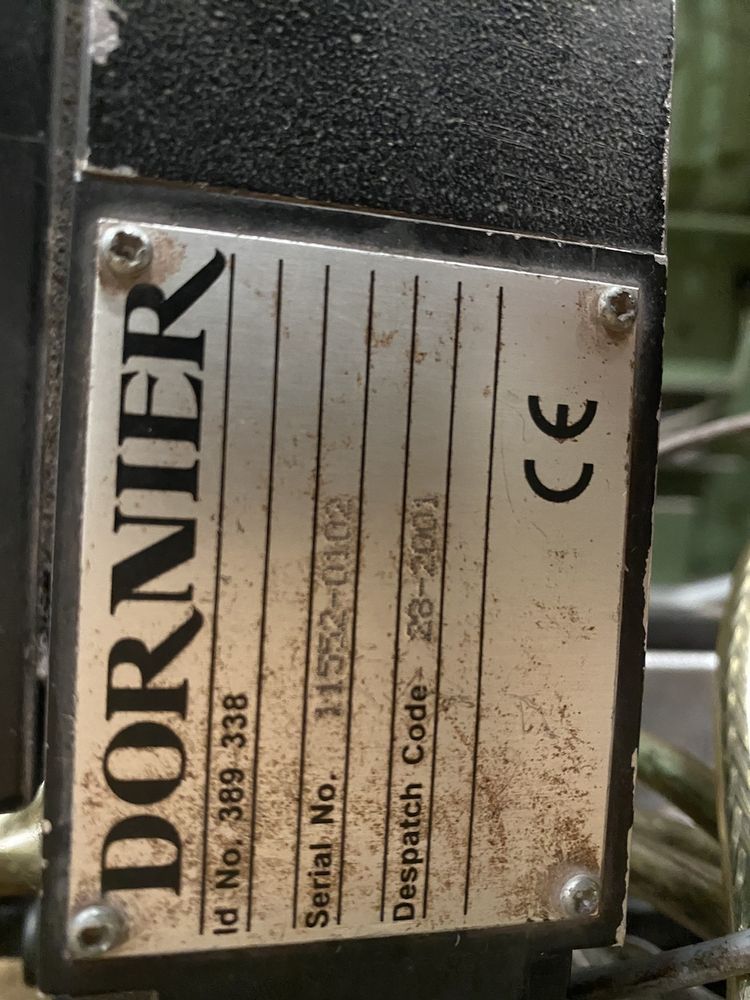 DORNIER
Id No. 389 338
Serial No. 11552-0102
Despatch Code 28-2001
CE